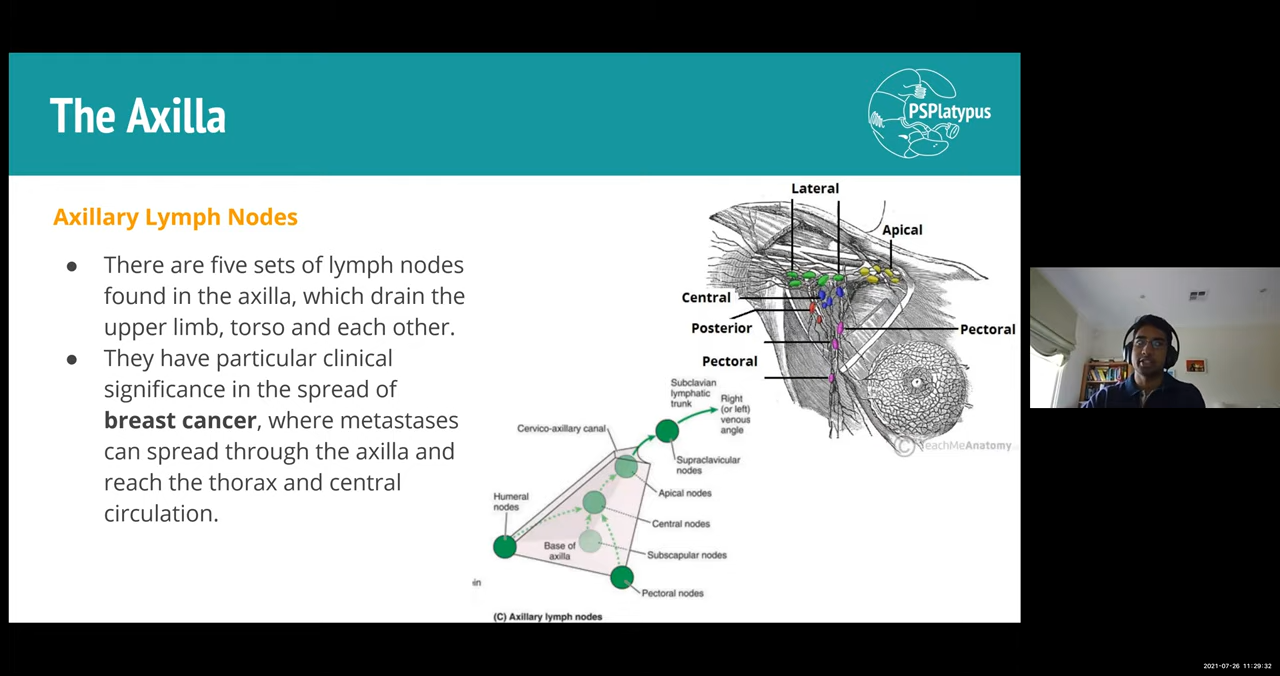 The Axilla
PSPlatypus
Axillary Lymph Nodes
● There are five sets of lymph nodes
found in the axilla, which drain the
upper limb, torso and each other.
● They have particular clinical
significance in the spread of
breast cancer, where metastases
can spread through the axilla and
reach the thorax and central
circulation.
Lateral
Apical
Central
Posterior
Pectoral
Pectoral
© TeachMeAnatomy
Subclavian
lymphatic
trunk
Right
(or left)
venous
angle
Cervico-axillary canal
Supraclavicular
nodes
Apical nodes
Humeral
nodes
Central nodes
Base of
axilla
Subscapular nodes
in
Pectoral nodes
(C) Axillary lymph nodes
2021-07-26 11:29:32